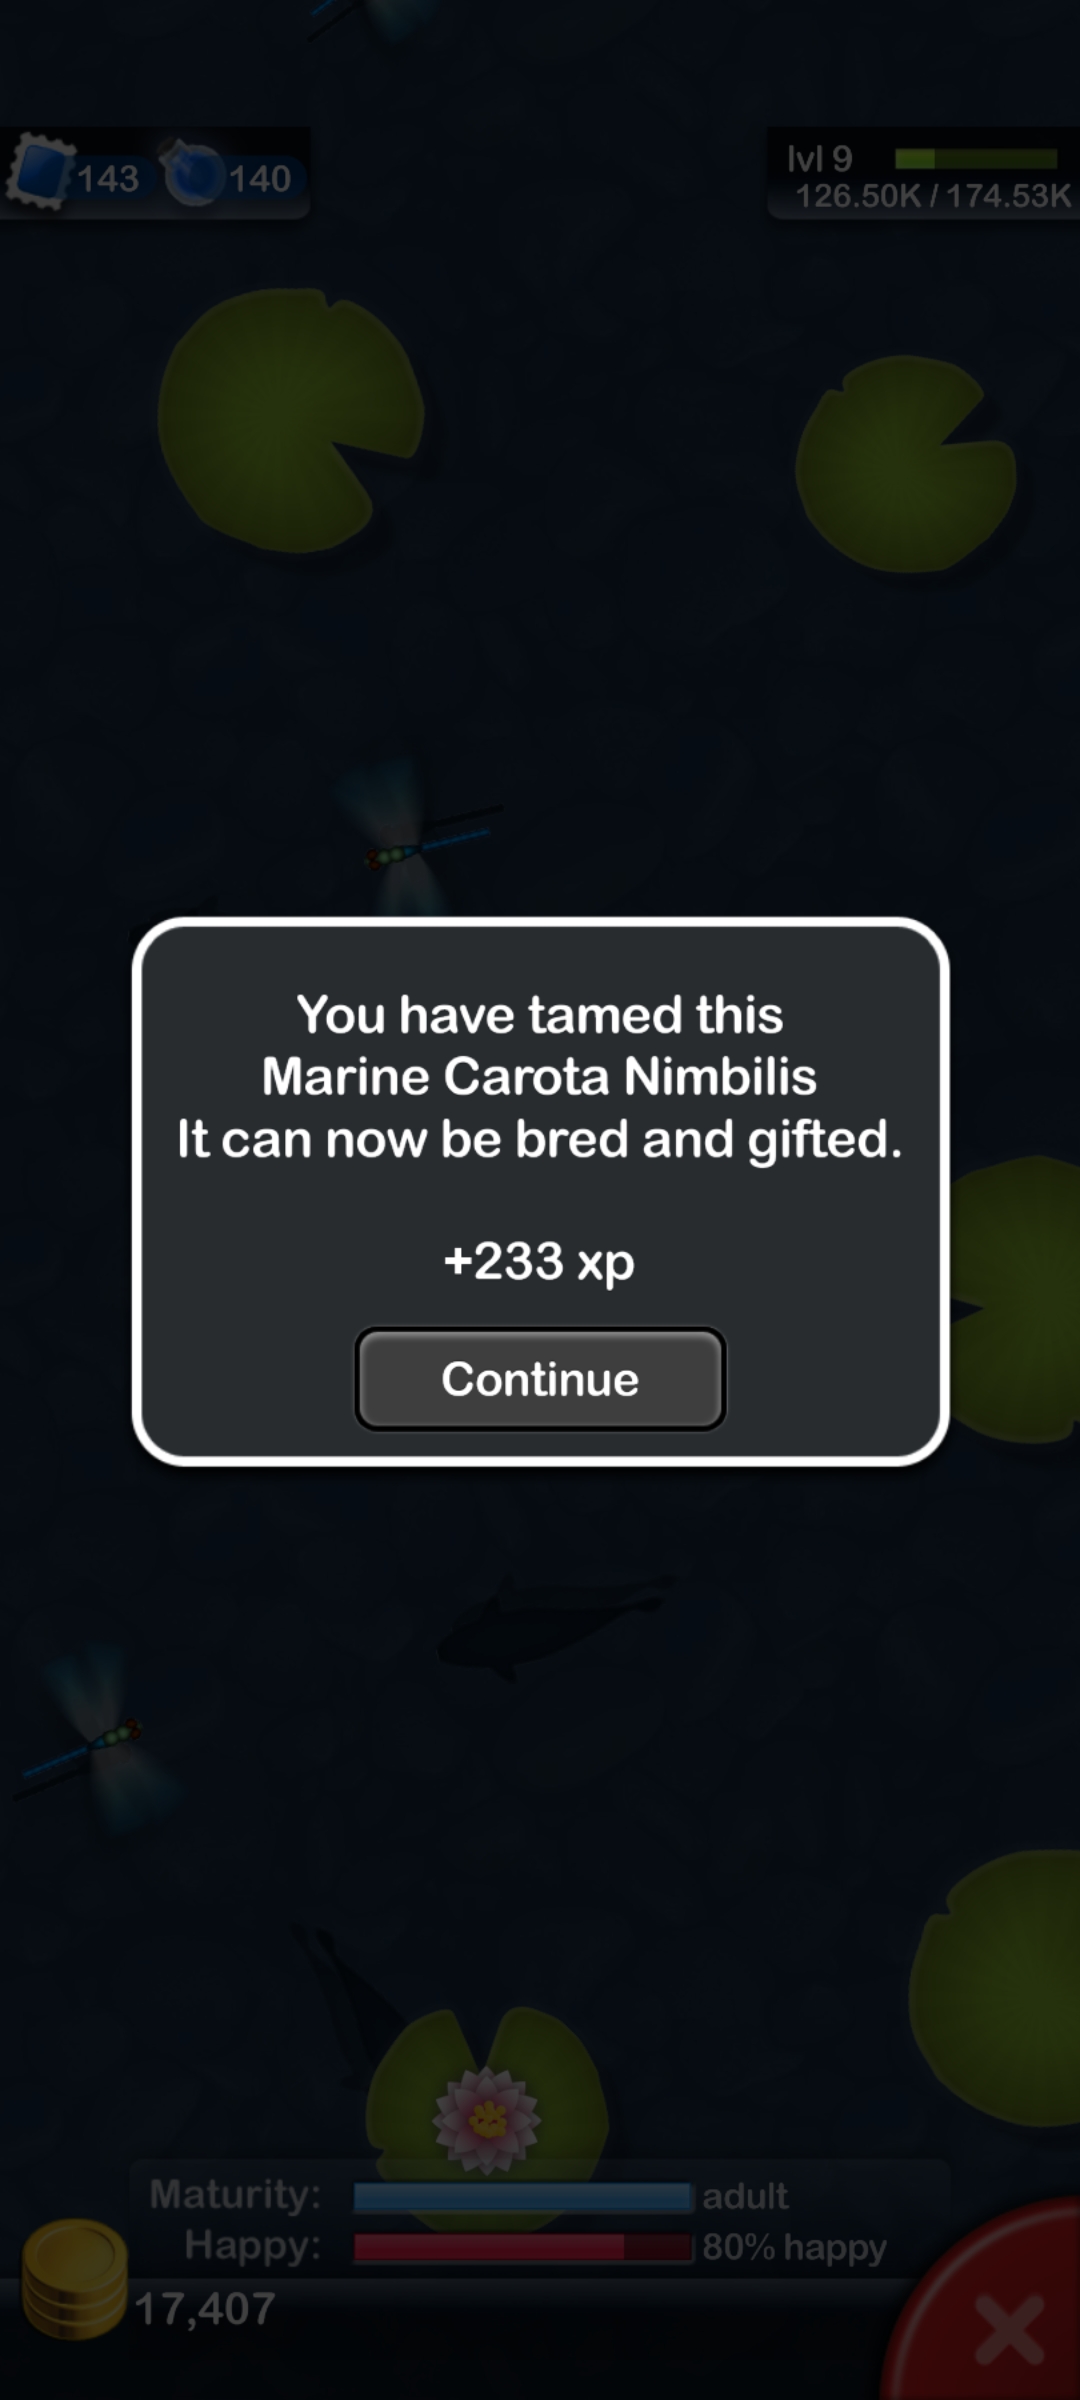 143 140
lvl 9
126.50K / 174.53K
You have tamed this
Marine Carota Nimbilis
It can now be bred and gifted.
+233 xp
Continue
Maturity: adult
Happy: 80% happy
17,407